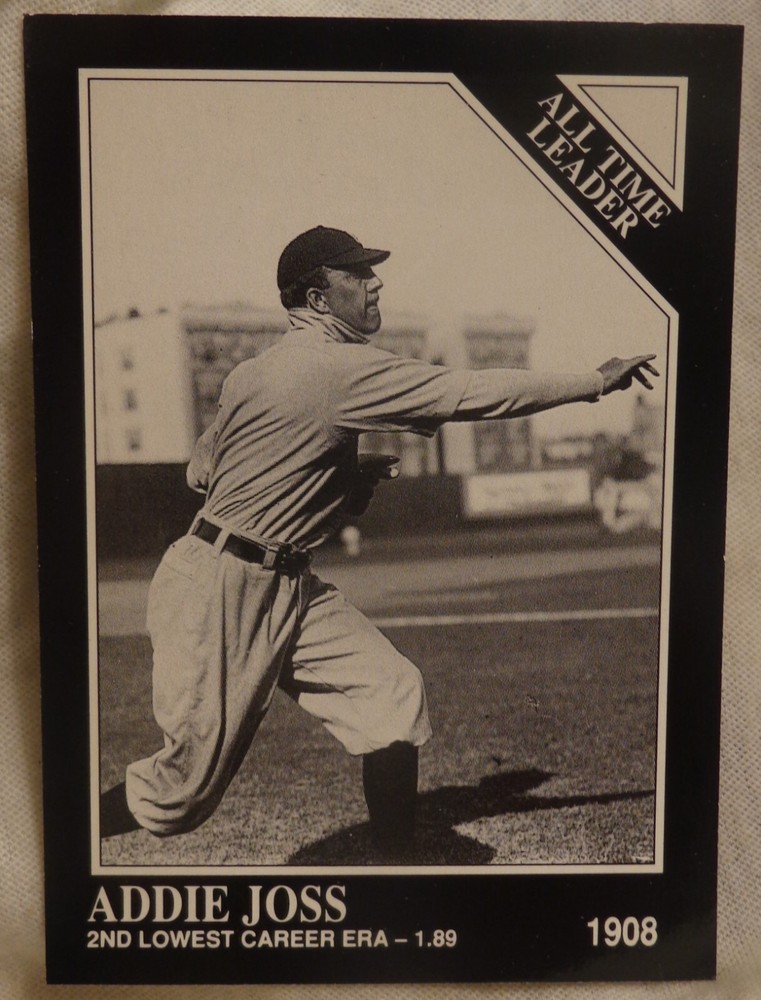 ALL TIME
LEADER
ADDIE JOSS
2ND LOWEST CAREER ERA – 1.89
1908